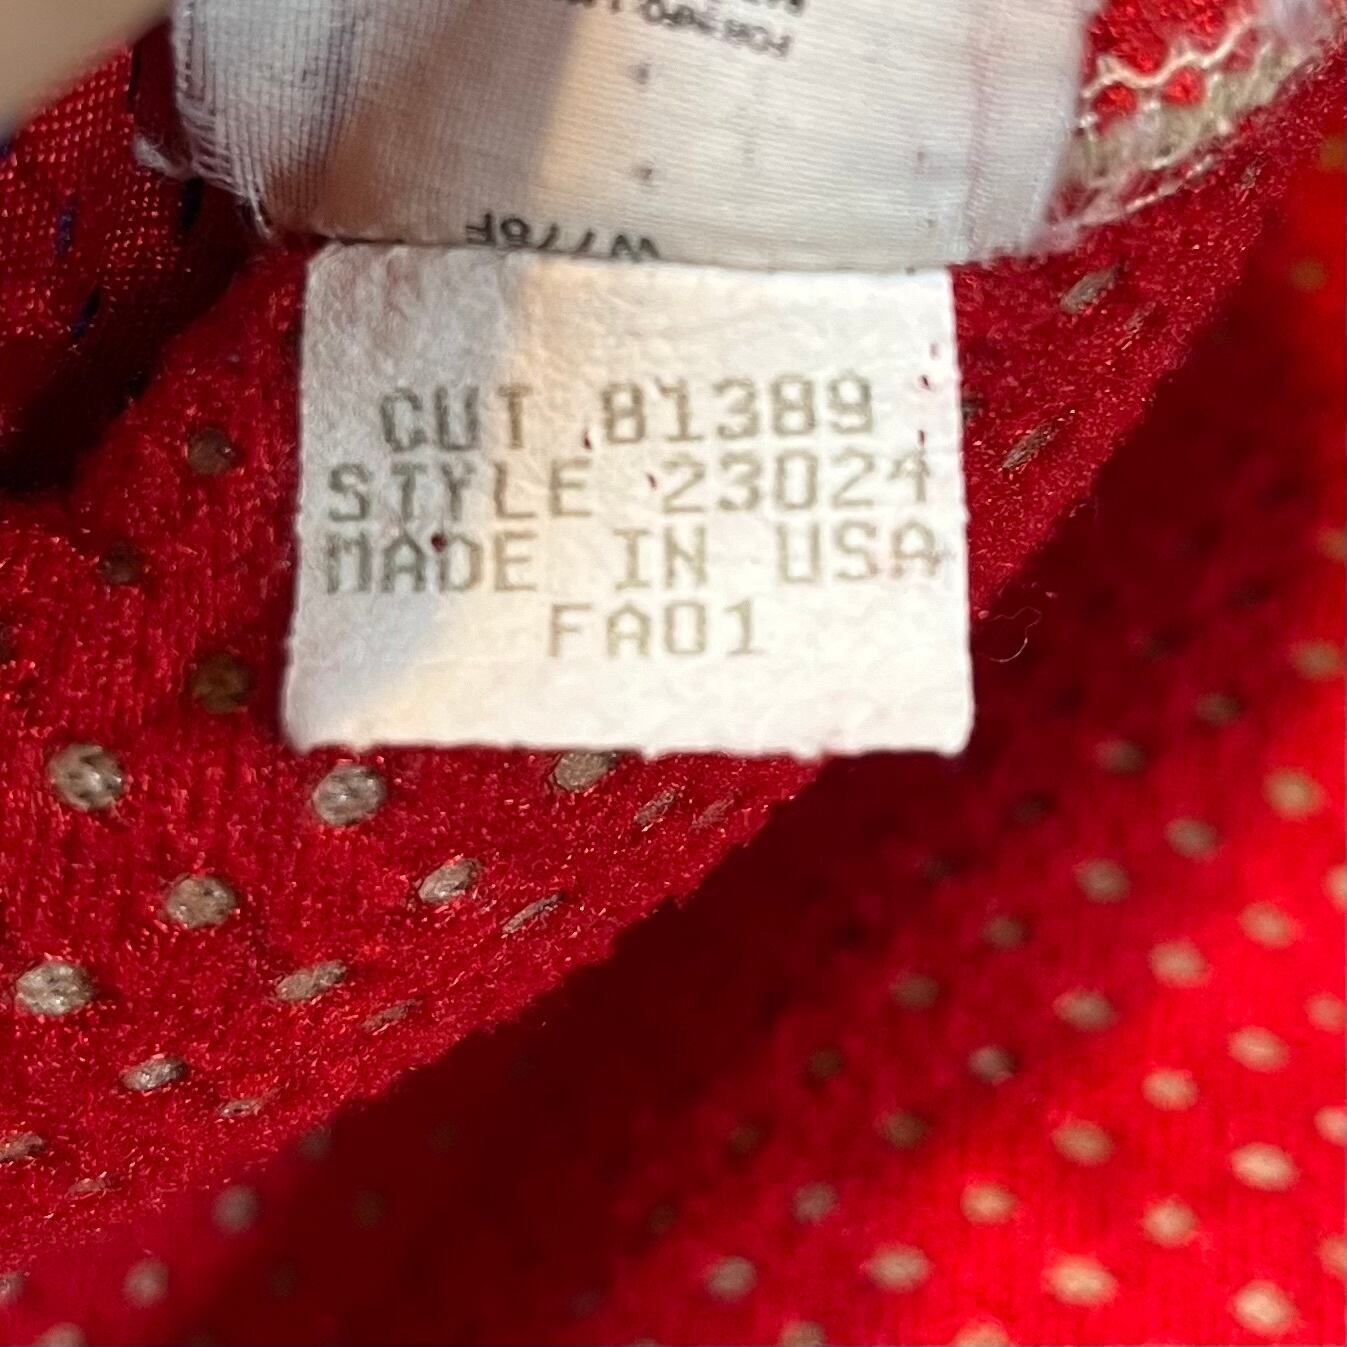 CUT 81389
STYLE 23024
MADE IN USA
FA01